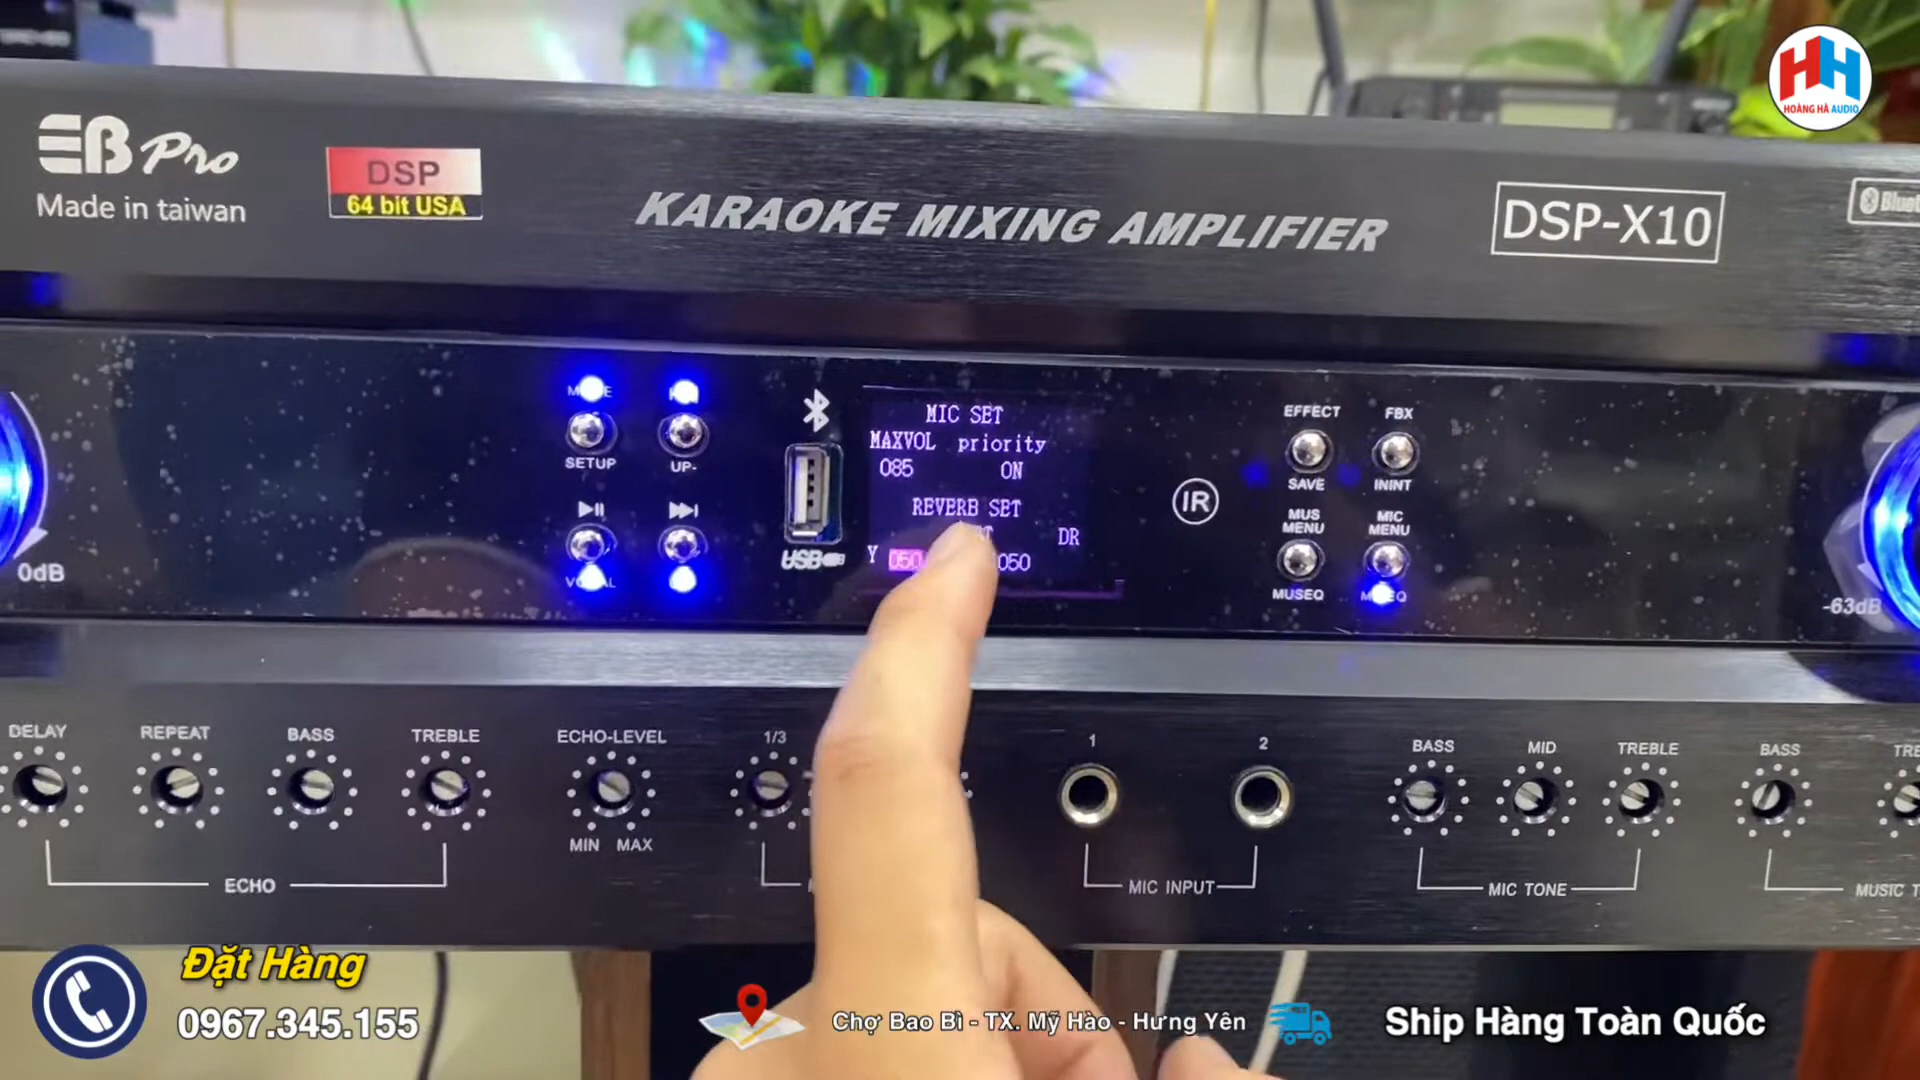 HH
HOÀNG HÀ AUDIO
EB Pro
Made in taiwan
DSP
64 bit USA
KARAOKE MIXING AMPLIFIER
DSP-X10
SETUP
UP-
USB
MIC SET
MAXVOL priority
085 ON
REVERB SET
DR
Y 050 050
IR
EFFECT
FBX
SAVE
ININT
MUS MENU
MIC MENU
MUSEQ
0dB
-63dB
DELAY
REPEAT
BASS
TREBLE
ECHO-LEVEL
1/3
1
2
BASS
MID
TREBLE
BASS
MIN MAX
ECHO
MIC INPUT
MIC TONE
MUSIC
Đặt Hàng
0967.345.155
Chợ Bao Bì - TX. Mỹ Hào - Hưng Yên
Ship Hàng Toàn Quốc